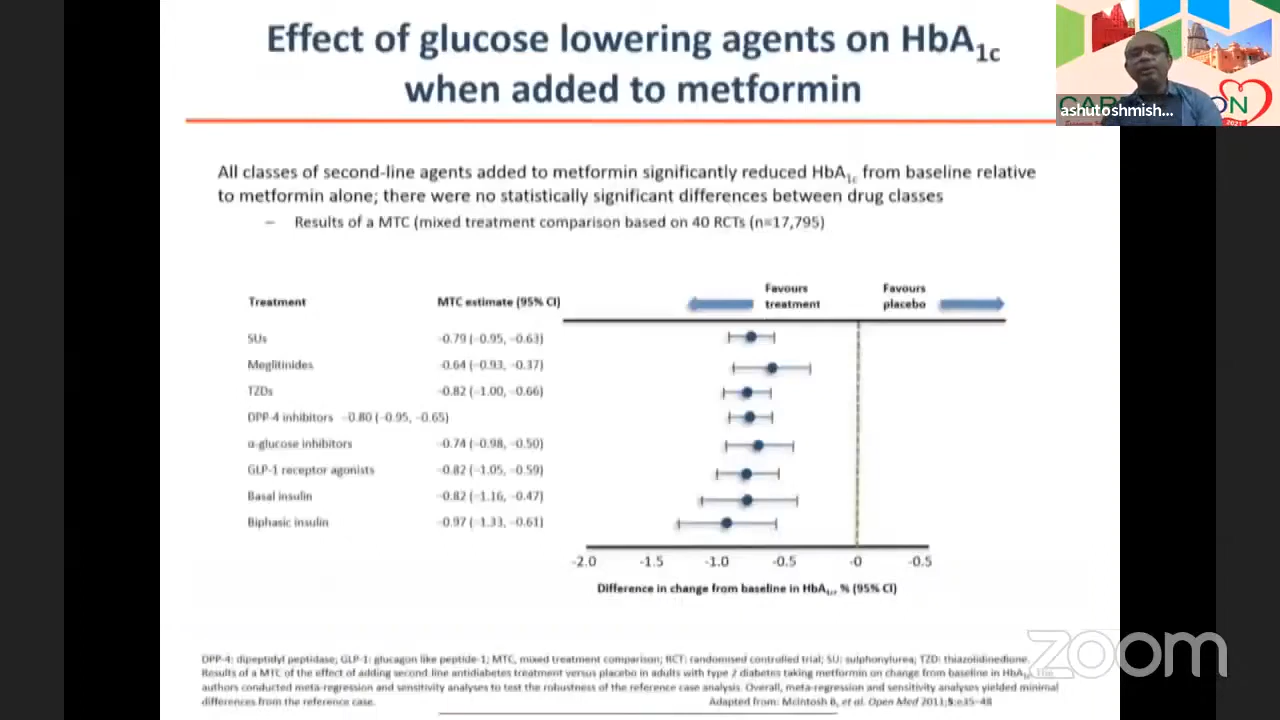 Effect of glucose lowering agents on HbA1c
when added to metformin
ashutoshmish...
2021
All classes of second-line agents added to metformin significantly reduced HbA1c from baseline relative
to metformin alone; there were no statistically significant differences between drug classes
– Results of a MTC (mixed treatment comparison based on 40 RCTs (n=17,795)
Treatment MTC estimate (95% CI) Favours treatment Favours placebo
SUs -0.79 (-0.95, -0.63)
Meglitinides -0.64 (-0.93, -0.37)
TZDs -0.82 (-1.00, -0.66)
DPP-4 inhibitors -0.80 (-0.95, -0.65)
α-glucose inhibitors -0.74 (-0.98, -0.50)
GLP-1 receptor agonists -0.82 (-1.05, -0.59)
Basal insulin -0.82 (-1.16, -0.47)
Biphasic insulin -0.97 (-1.33, -0.61)
-2.0 -1.5 -1.0 -0.5 -0 -0.5
Difference in change from baseline in HbA1c, % (95% CI)
zoom
DPP-4: dipeptidyl peptidase; GLP-1: glucagon like peptide-1; MTC, mixed treatment comparison; RCT: randomised controlled trial; SU: sulphonylurea; TZD: thiazolidinedione.
Results of a MTC of the effect of adding second line antidiabetes treatment versus placebo in adults with type 2 diabetes taking metformin on change from baseline in HbA1c. The
authors conducted meta-regression and sensitivity analyses to test the robustness of the reference case analysis. Overall, meta-regression and sensitivity analyses yielded minimal
differences from the reference case. Adapted from: McIntosh B, et al. Open Med 2011;5:e35-48